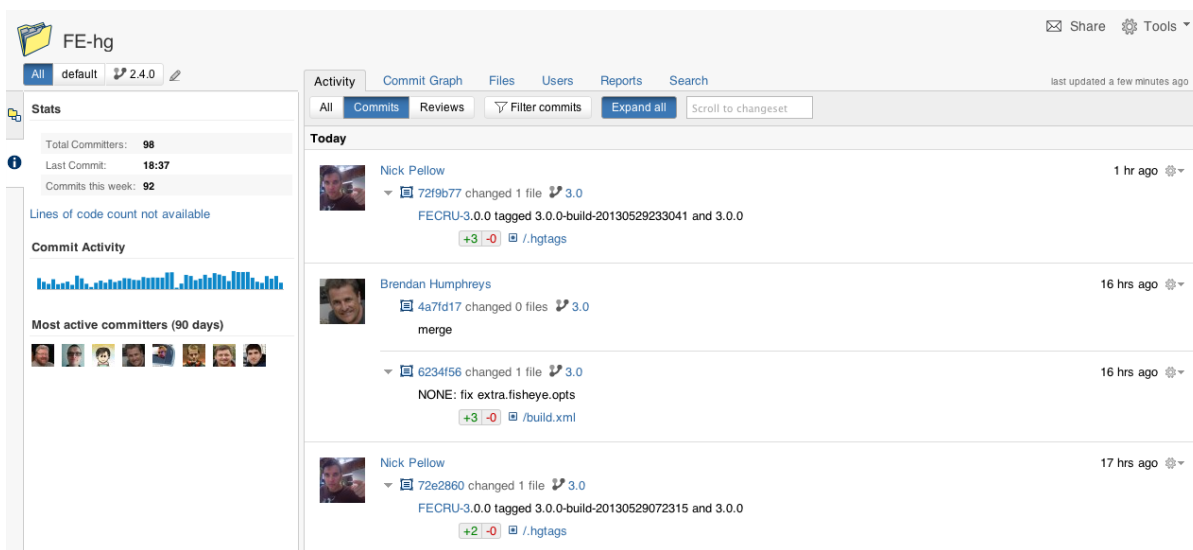 FE-hg
Share Tools
All default 2.4.0
Activity Commit Graph Files Users Reports Search
last updated a few minutes ago
All Commits Reviews Filter commits Expand all Scroll to changeset
Stats
Total Committers: 98
Last Commit: 18:37
Commits this week: 92
Lines of code count not available
Commit Activity
Most active committers (90 days)
Today
Nick Pellow 1 hr ago
72f9b77 changed 1 file 3.0
FECRU-3.0.0 tagged 3.0.0-build-20130529233041 and 3.0.0
+3 -0 /.hgtags
Brendan Humphreys 16 hrs ago
4a7fd17 changed 0 files 3.0
merge
6234f56 changed 1 file 3.0 16 hrs ago
NONE: fix extra.fisheye.opts
+3 -0 /build.xml
Nick Pellow 17 hrs ago
72e2860 changed 1 file 3.0
FECRU-3.0.0 tagged 3.0.0-build-20130529072315 and 3.0.0
+2 -0 /.hgtags